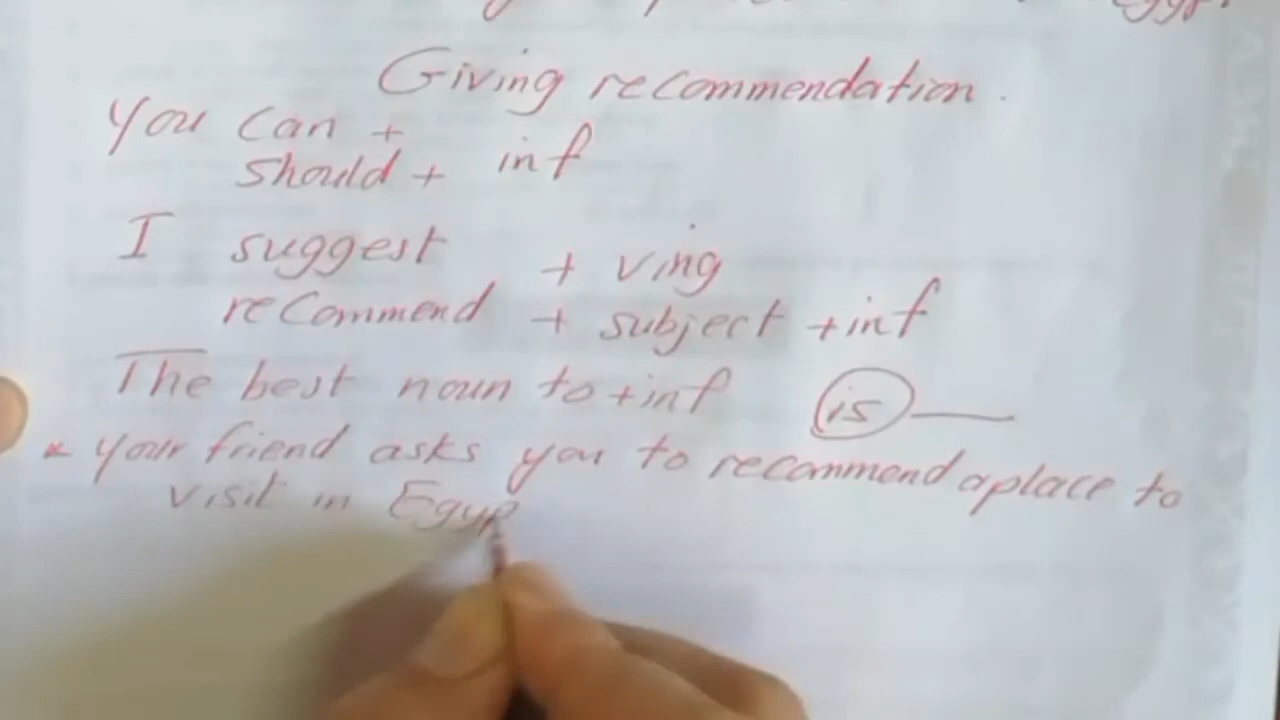 Giving recommendation.
You can +
should + inf
I suggest + ving
recommend + subject + inf
The best noun to + inf is
* your friend asks you to recommend a place to
visit in Egyp